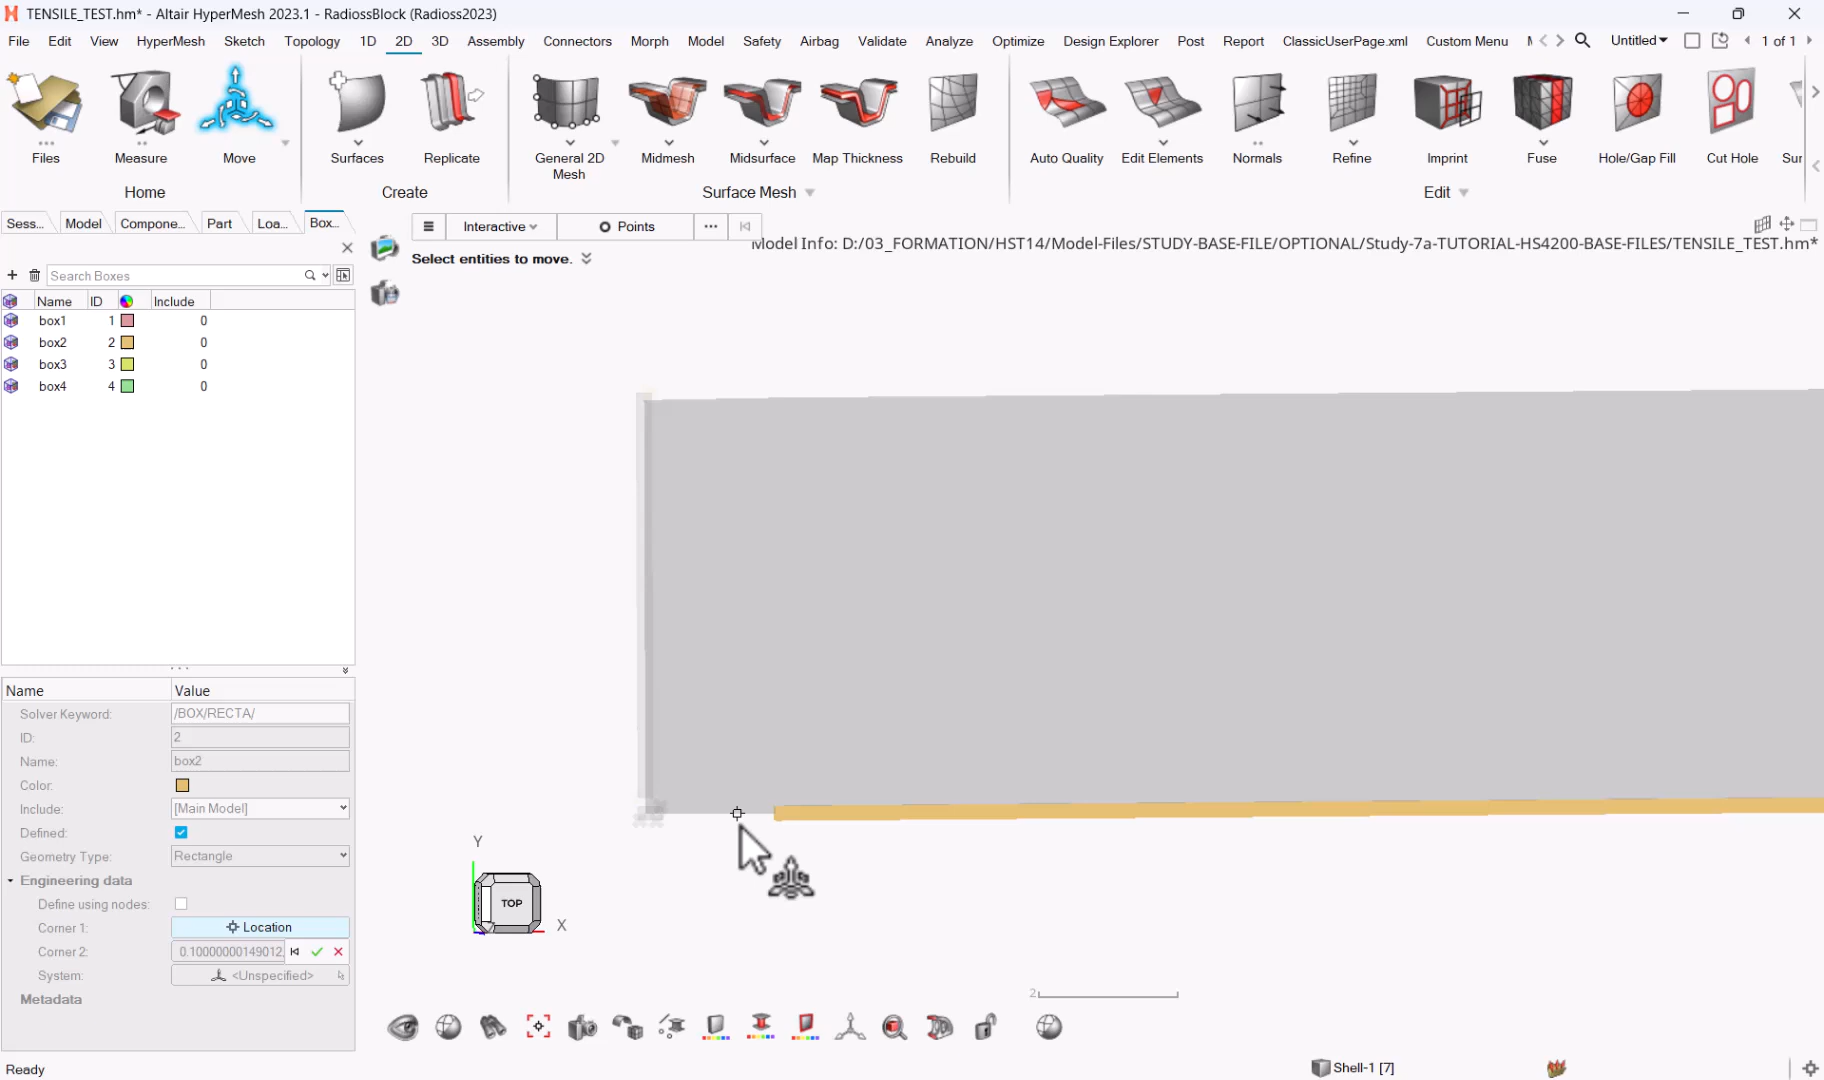 TENSILE_TEST.hm* - Altair HyperMesh 2023.1 - RadiossBlock (Radioss2023)
File Edit View HyperMesh Sketch Topology 1D 2D 3D Assembly Connectors Morph Model Safety Airbag Validate Analyze Optimize Design Explorer Post Report ClassicUserPage.xml Custom Menu Untitled 1 of 1
Files Measure Move Surfaces Replicate General 2D Mesh Midmesh Midsurface Map Thickness Rebuild Auto Quality Edit Elements Normals Refine Imprint Fuse Hole/Gap Fill Cut Hole Sur
Home Create Surface Mesh Edit
Sess... Model Compone... Part Loa... Box...
Interactive Points ...
Model Info: D:/03_FORMATION/HST14/Model-Files/STUDY-BASE-FILE/OPTIONAL/Study-7a-TUTORIAL-HS4200-BASE-FILES/TENSILE_TEST.hm*
Select entities to move.
Search Boxes
Name ID Include
box1 1 0
box2 2 0
box3 3 0
box4 4 0
Name Value
Solver Keyword: /BOX/RECTA/
ID: 2
Name: box2
Color:
Include: [Main Model]
Defined:
Geometry Type: Rectangle
Engineering data
Define using nodes:
Corner 1: Location
Corner 2: 0.10000000149012
System: <Unspecified>
Metadata
Y
TOP
X
2
Ready
Shell-1 [7]